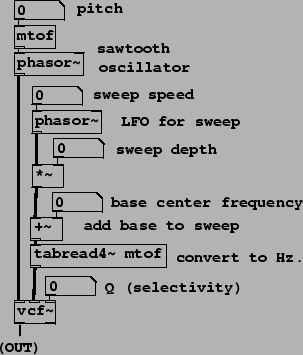 0 pitch
mtof
phasor~ sawtooth
oscillator
0 sweep speed
phasor~ LFO for sweep
0 sweep depth
*~
0 base center frequency
+~ add base to sweep
tabread4~ mtof convert to Hz.
0 Q (selectivity)
vcf~
(OUT)